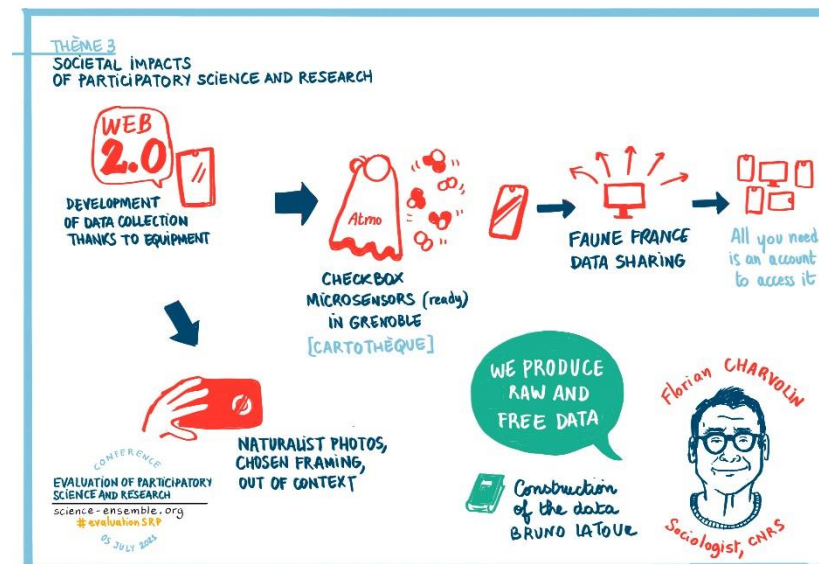 THÈME 3
SOCIETAL IMPACTS
OF PARTICIPATORY SCIENCE AND RESEARCH
WEB
2.0
DEVELOPMENT
OF DATA COLLECTION
THANKS TO EQUIPMENT
Atmo
CHECKBOX
MICROSENSORS (ready)
IN GRENOBLE
[CARTOTHÈQUE]
FAUNE FRANCE
DATA SHARING
All you need
is an account
to access it
NATURALIST PHOTOS,
CHOSEN FRAMING,
OUT OF CONTEXT
WE PRODUCE
RAW AND
FREE DATA
Construction
of the data
BRUNO LATOUR
Florian CHARVOLIN
Sociologist, CNRS
CONFERENCE
EVALUATION OF PARTICIPATORY
SCIENCE AND RESEARCH
science-ensemble.org
#evaluationSRP
05 JULY 2021